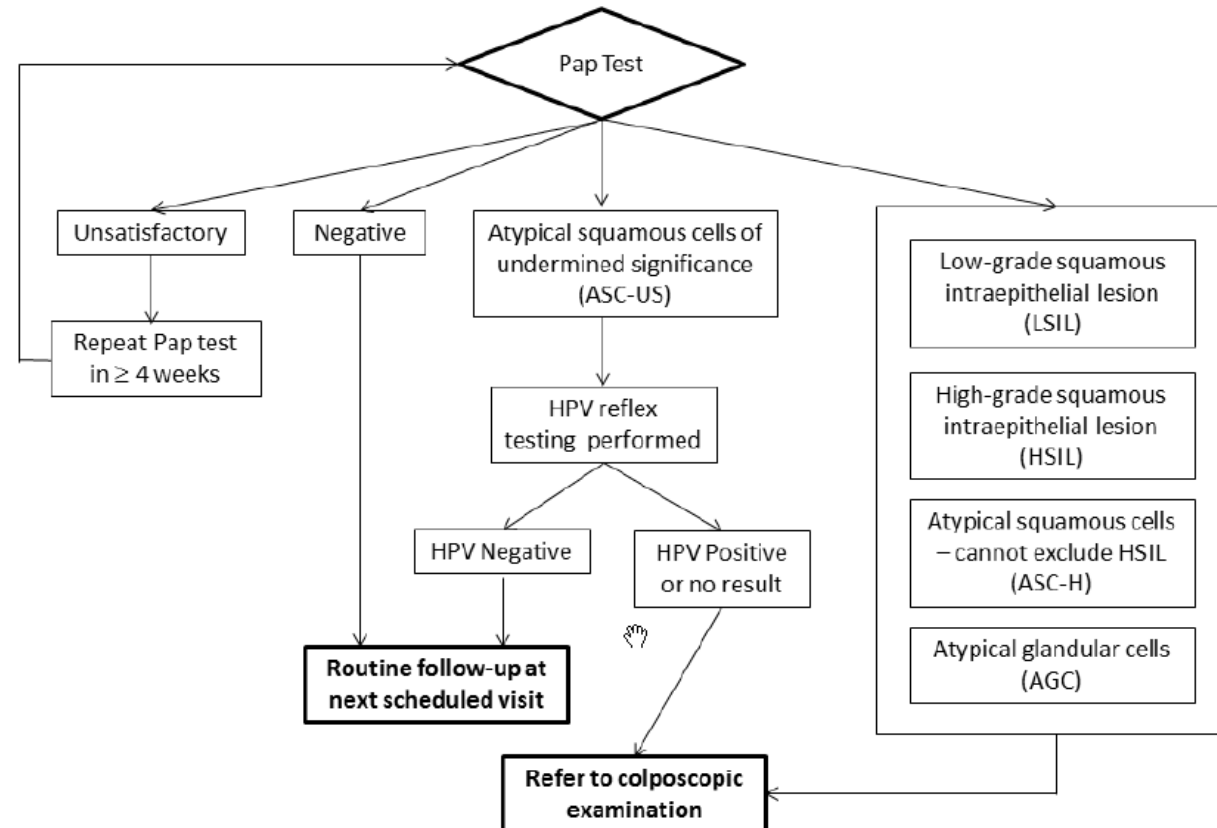 Pap Test
Unsatisfactory
Negative
Atypical squamous cells of
undermined significance
(ASC-US)
Low-grade squamous
intraepithelial lesion
(LSIL)
Repeat Pap test
in ≥ 4 weeks
HPV reflex
testing performed
High-grade squamous
intraepithelial lesion
(HSIL)
HPV Negative
HPV Positive
or no result
Atypical squamous cells
– cannot exclude HSIL
(ASC-H)
Routine follow-up at
next scheduled visit
Atypical glandular cells
(AGC)
Refer to colposcopic
examination